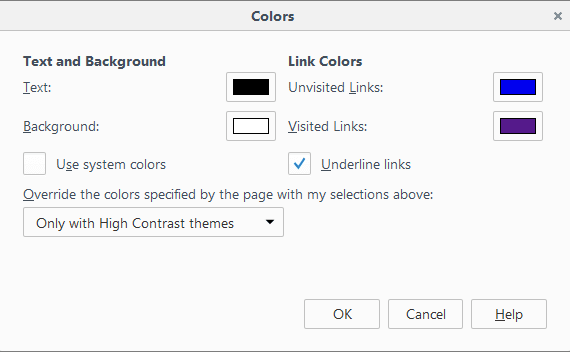 Colors
Text and Background
Link Colors
Text:
Unvisited Links:
Background:
Visited Links:
Use system colors
Underline links
Override the colors specified by the page with my selections above:
Only with High Contrast themes
OK
Cancel
Help